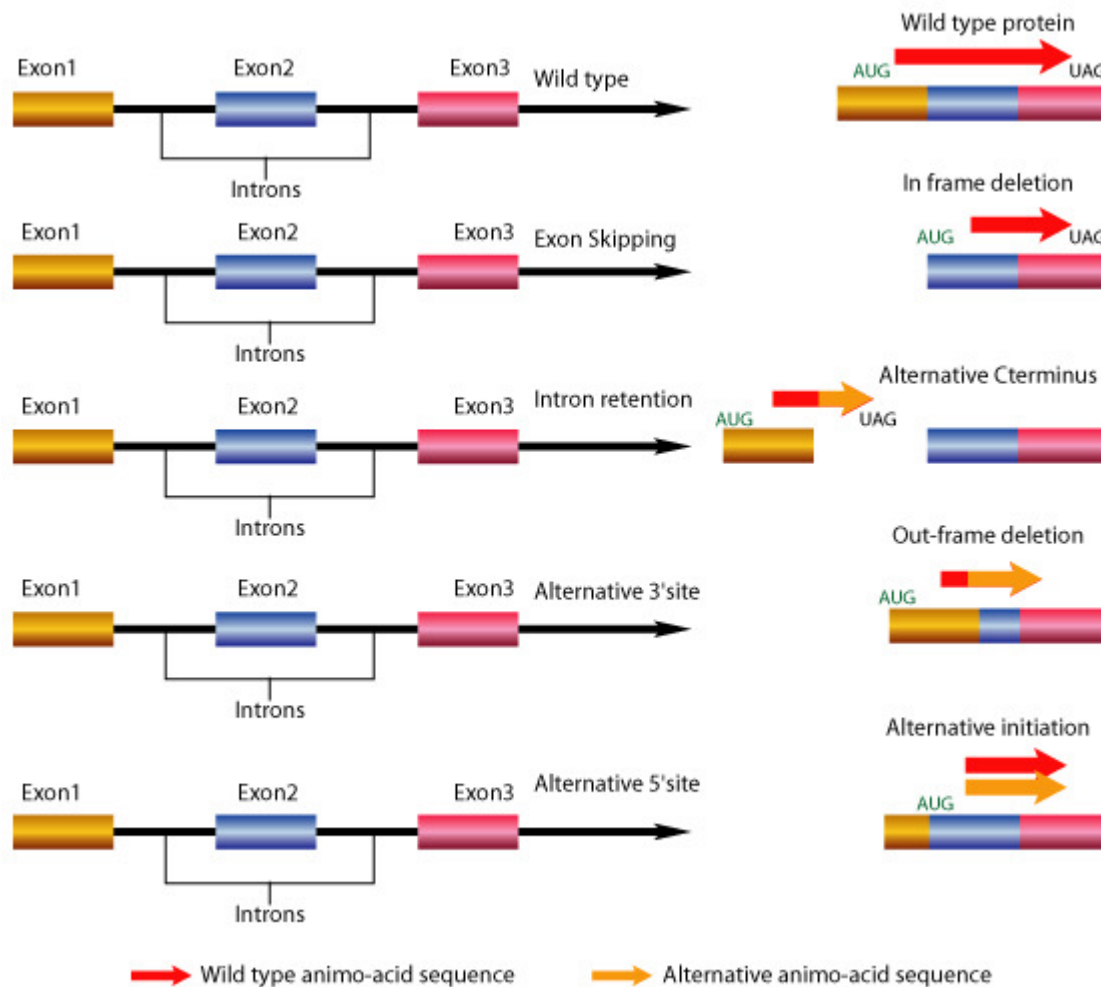 Wild type protein
Exon1 Exon2 Exon3 Wild type AUG UAG
Introns
In frame deletion
Exon1 Exon2 Exon3 Exon Skipping AUG UAG
Introns
Alternative Cterminus
Exon1 Exon2 Exon3 Intron retention AUG UAG
Introns
Out-frame deletion
Exon1 Exon2 Exon3 Alternative 3'site AUG
Introns
Alternative initiation
Exon1 Exon2 Exon3 Alternative 5'site AUG
Introns
Wild type animo-acid sequence Alternative animo-acid sequence